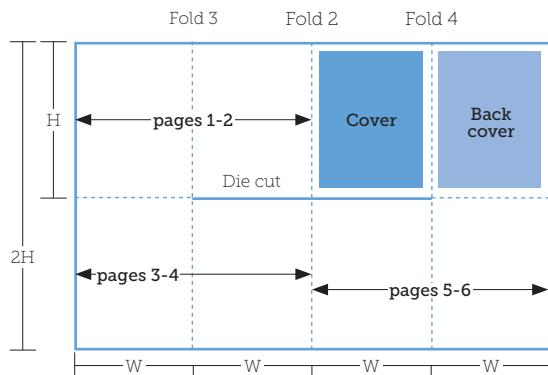 Fold 3
Fold 2
Fold 4
H
pages 1-2
Cover
Back
cover
Die cut
2H
pages 3-4
pages 5-6
W
W
W
W